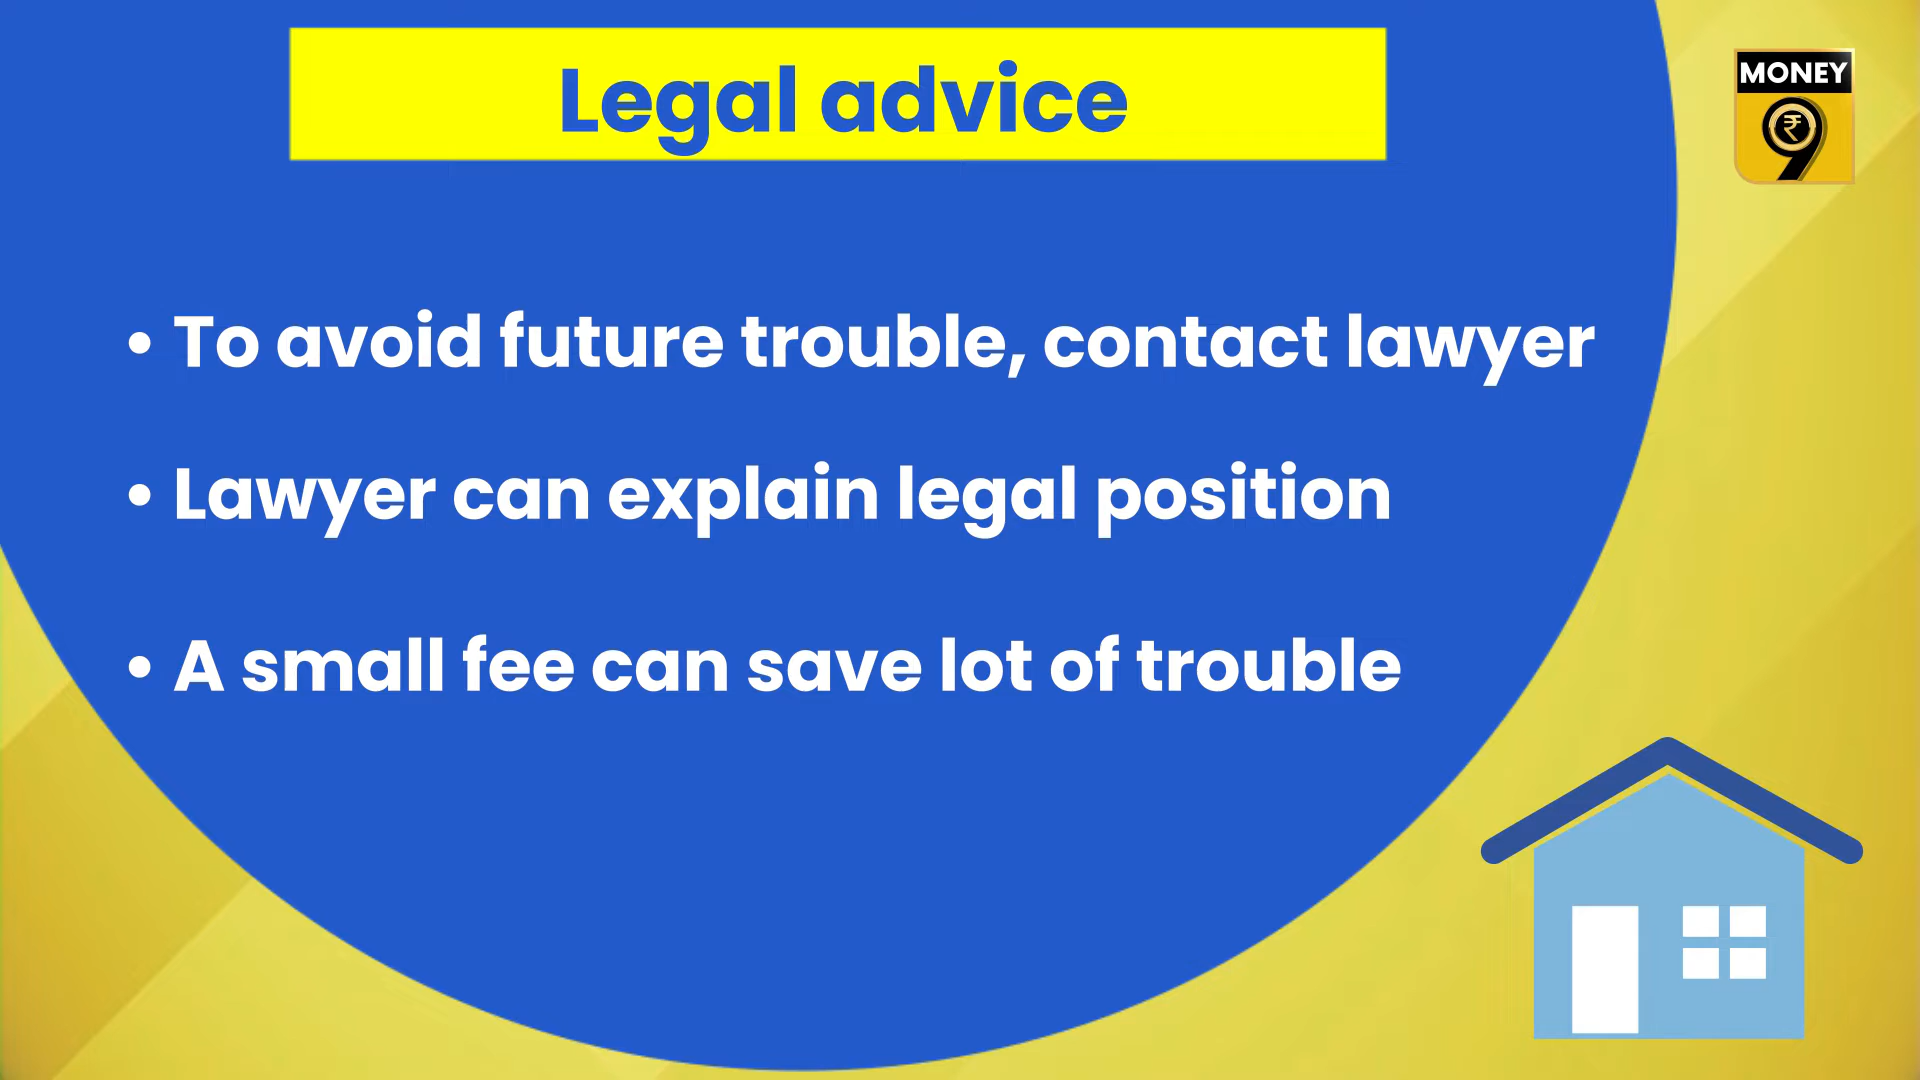 Legal advice
MONEY
₹
9
• To avoid future trouble, contact lawyer
• Lawyer can explain legal position
• A small fee can save lot of trouble